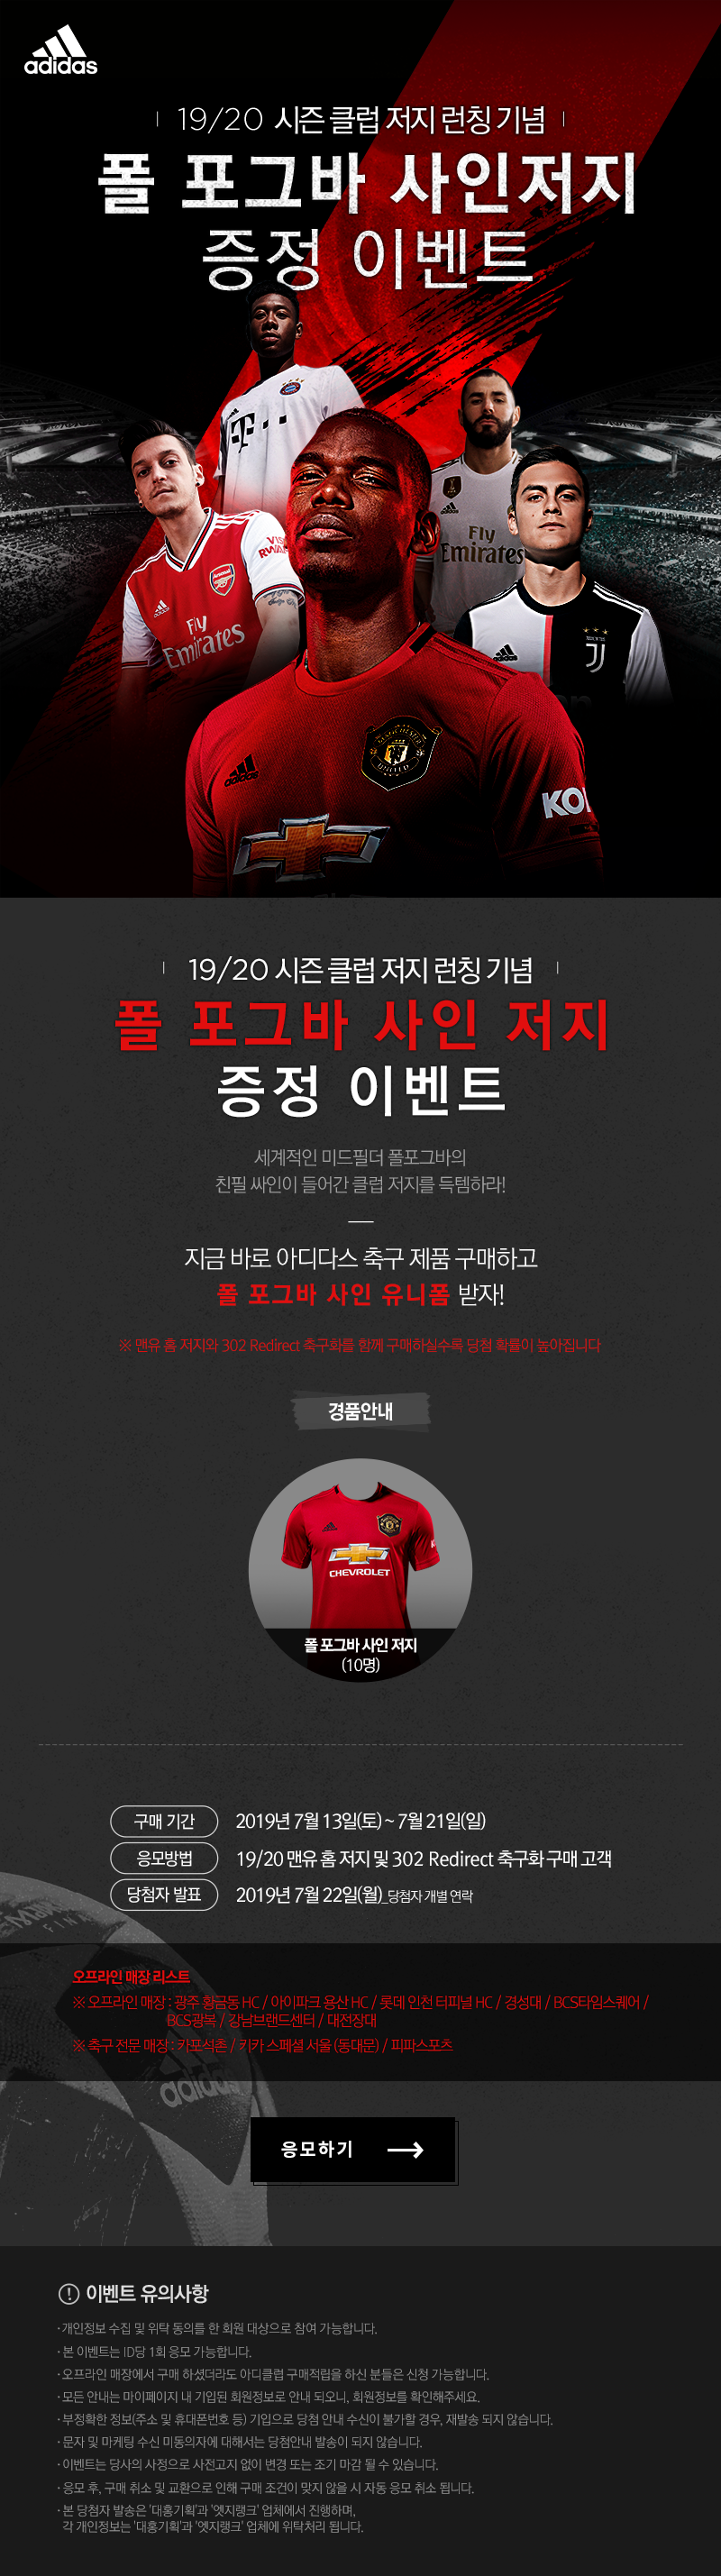 adidas
19/20 시즌 클럽 저지 런칭 기념
폴 포그바 사인저지
증정 이벤트
Fly
Emirates
Fly
Emirates
adidas
adidas
MANCHESTER
UNITED
adidas
KO
19/20 시즌 클럽 저지 런칭 기념
폴 포그바 사인 저지
증정 이벤트
세계적인 미드필더 폴포그바의
친필 싸인이 들어간 클럽 저지를 득템하라!
지금 바로 아디다스 축구 제품 구매하고
폴 포그바 사인 유니폼 받자!
※ 맨유 홈 저지와 302 Redirect 축구화를 함께 구매하실수록 당첨 확률이 높아집니다
경품안내
CHEVROLET
폴 포그바 사인 저지
(10명)
구매 기간 2019년 7월 13일(토) ~ 7월 21일(일)
응모방법 19/20 맨유 홈 저지 및 302 Redirect 축구화 구매 고객
당첨자 발표 2019년 7월 22일(월)_당첨자 개별 연락
오프라인 매장 리스트
※ 오프라인 매장 : 광주 황금동 HC / 아이파크 용산 HC / 롯데 인천 터피널 HC / 경성대 / BCS타임스퀘어 /
BCS광복 / 강남브랜드센터 / 대전장대
※ 축구 전문 매장 : 카포석촌 / 키카 스페셜 서울 (동대문) / 피파스포츠
adidas
응모하기
이벤트 유의사항
·개인정보 수집 및 위탁 동의를 한 회원 대상으로 참여 가능합니다.
·본 이벤트는 ID당 1회 응모 가능합니다.
·오프라인 매장에서 구매 하셨더라도 아디클럽 구매적립을 하신 분들은 신청 가능합니다.
·모든 안내는 마이페이지 내 기입된 회원정보로 안내 되오니, 회원정보를 확인해주세요.
·부정확한 정보(주소 및 휴대폰번호 등) 기입으로 당첨 안내 수신이 불가할 경우, 재발송 되지 않습니다.
·문자 및 마케팅 수신 미동의자에 대해서는 당첨안내 발송이 되지 않습니다.
·이벤트는 당사의 사정으로 사전고지 없이 변경 또는 조기 마감 될 수 있습니다.
·응모 후, 구매 취소 및 교환으로 인해 구매 조건이 맞지 않을 시 자동 응모 취소 됩니다.
·본 당첨자 발송은 '대홍기획'과 '엣지랭크' 업체에서 진행하며,
각 개인정보는 '대홍기획'과 '엣지랭크' 업체에 위탁처리 됩니다.